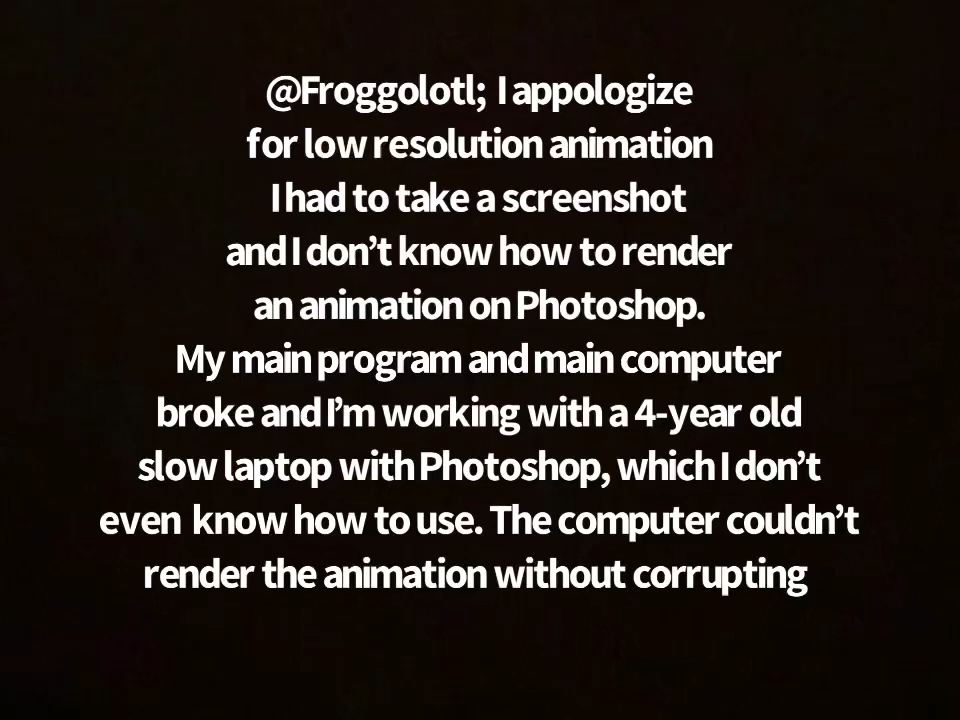 @Froggolotl; I appologize
for low resolution animation
I had to take a screenshot
and I don’t know how to render
an animation on Photoshop.
My main program and main computer
broke and I’m working with a 4-year old
slow laptop with Photoshop, which I don’t
even know how to use. The computer couldn’t
render the animation without corrupting